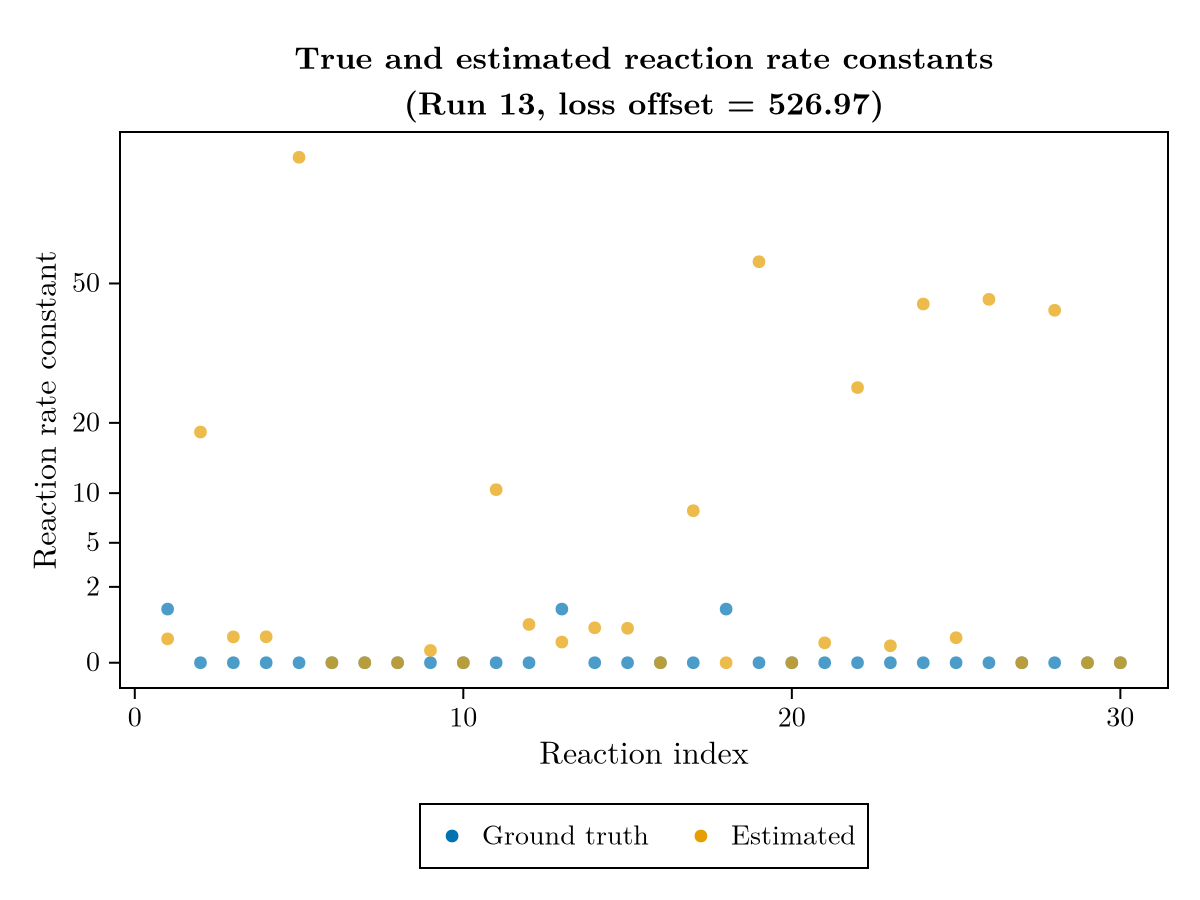 True and estimated reaction rate constants
(Run 13, loss offset = 526.97)
Reaction rate constant
50
20
10
5
2
0
0 10 20 30
Reaction index
Ground truth Estimated